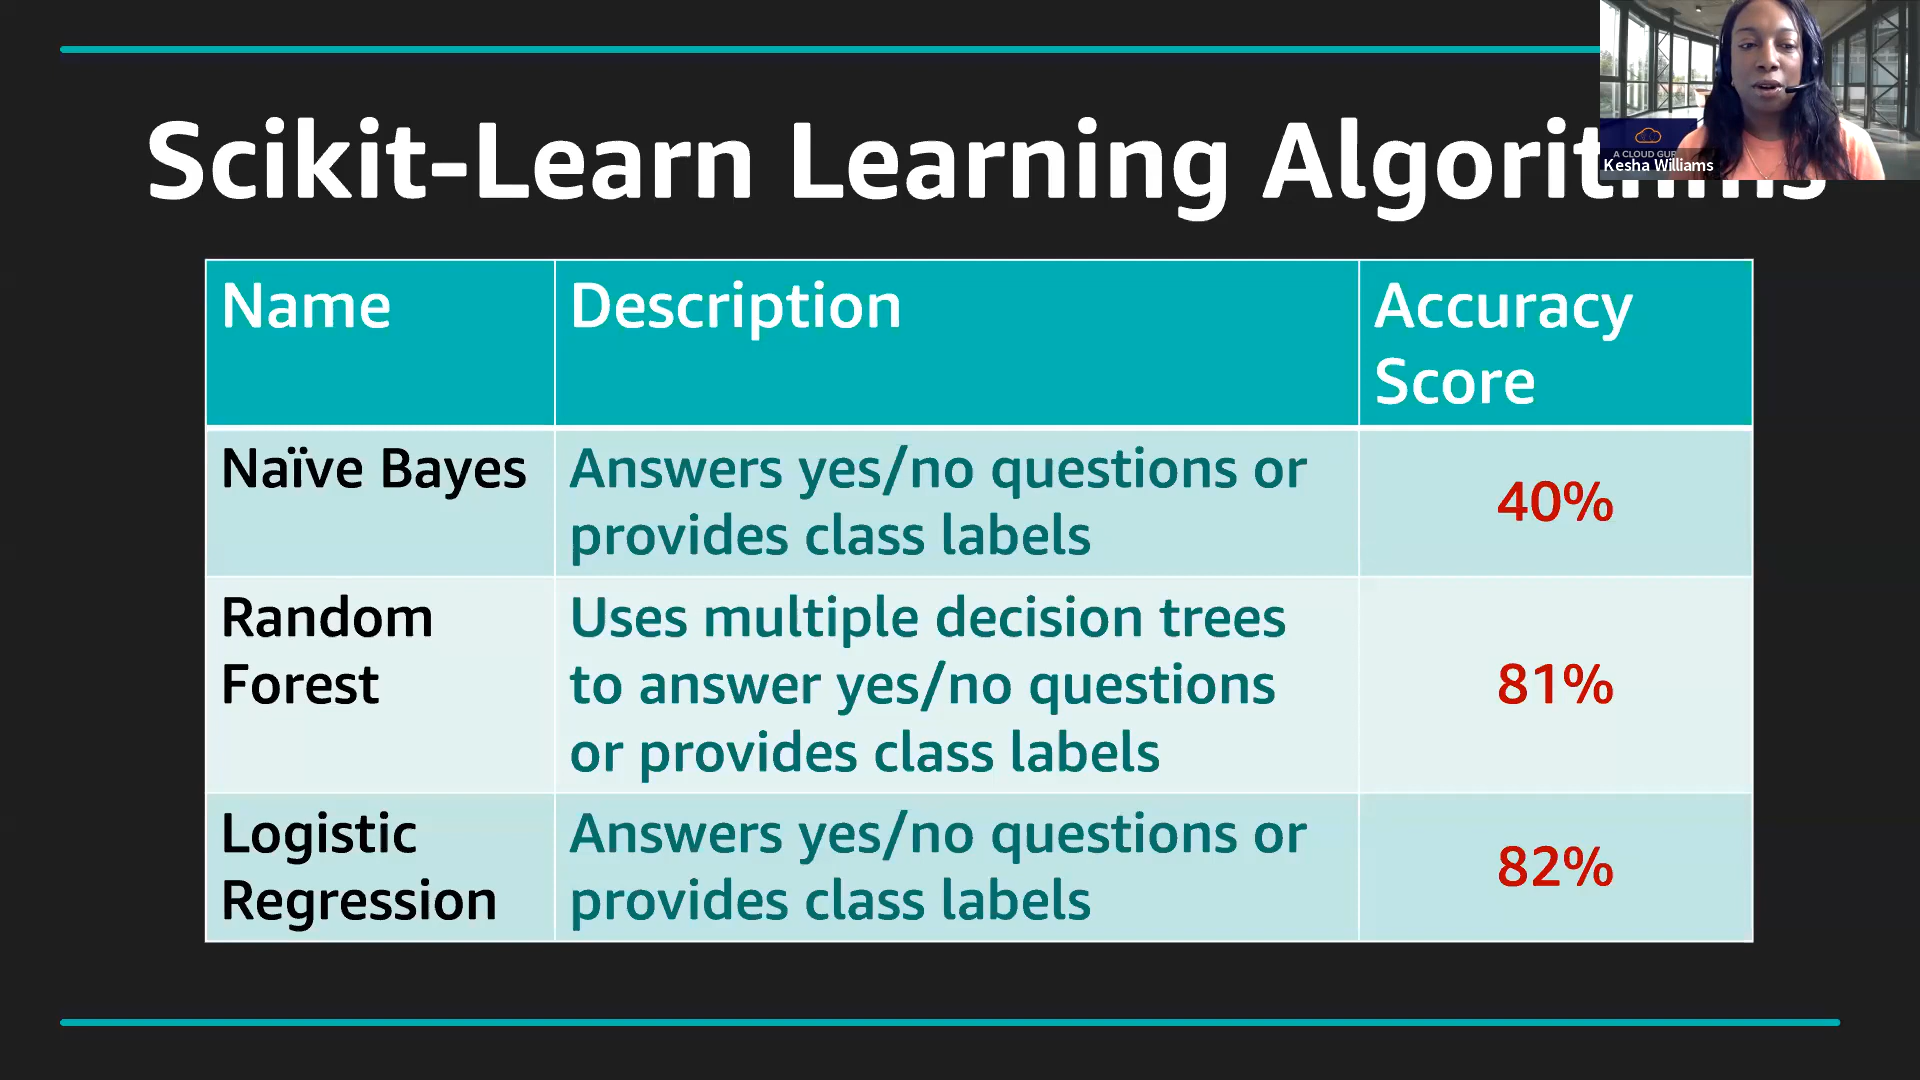 Scikit-Learn Learning Algorithms
A CLOUD GUR
Kesha Williams
Name
Description
Accuracy
Score
Naïve Bayes
Answers yes/no questions or
provides class labels
40%
Random
Forest
Uses multiple decision trees
to answer yes/no questions
or provides class labels
81%
Logistic
Regression
Answers yes/no questions or
provides class labels
82%